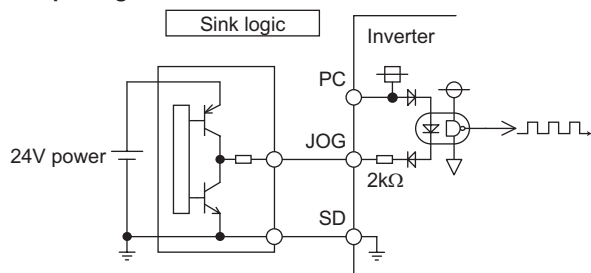 Sink logic
Inverter
PC
24V power
JOG
2kΩ
SD